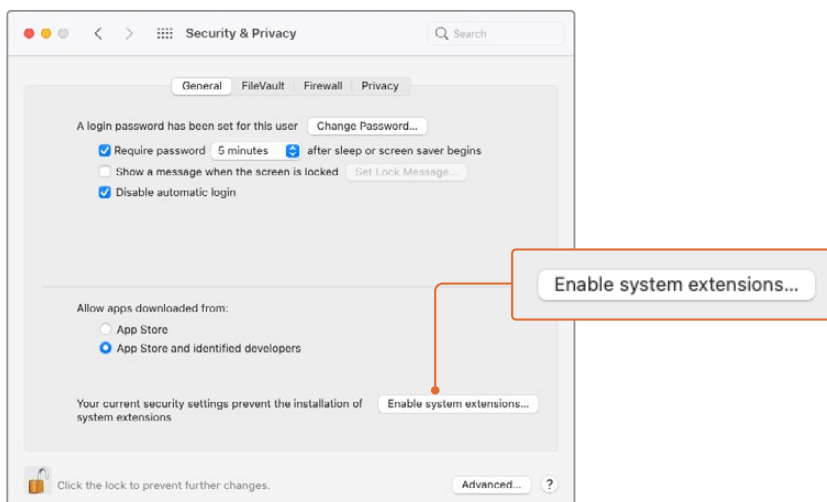 Security & Privacy
Search
General FileVault Firewall Privacy
A login password has been set for this user Change Password...
Require password 5 minutes after sleep or screen saver begins
Show a message when the screen is locked Set Lock Message...
Disable automatic login
Enable system extensions...
Allow apps downloaded from:
App Store
App Store and identified developers
Your current security settings prevent the installation of Enable system extensions...
system extensions
Click the lock to prevent further changes. Advanced... ?